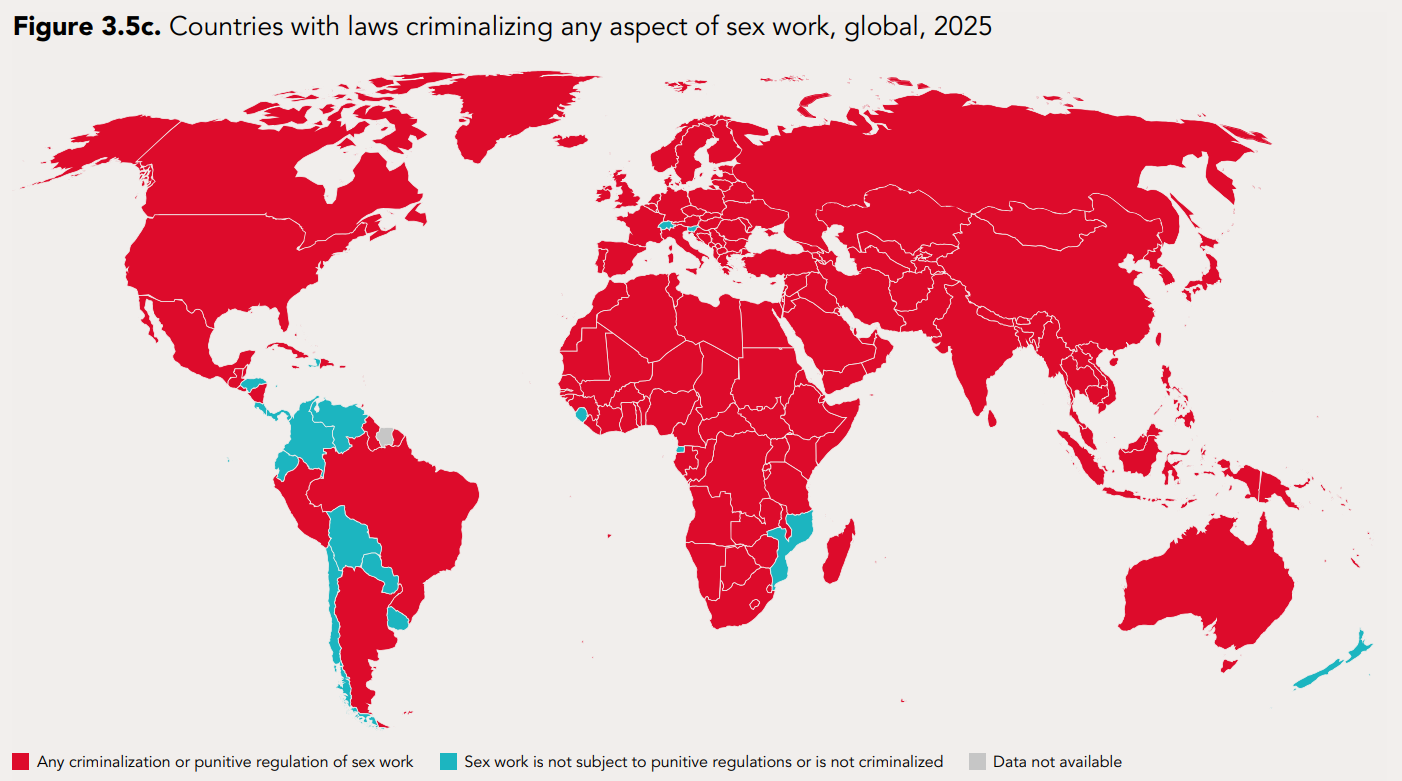 Figure 3.5c. Countries with laws criminalizing any aspect of sex work, global, 2025
Any criminalization or punitive regulation of sex work
Sex work is not subject to punitive regulations or is not criminalized
Data not available